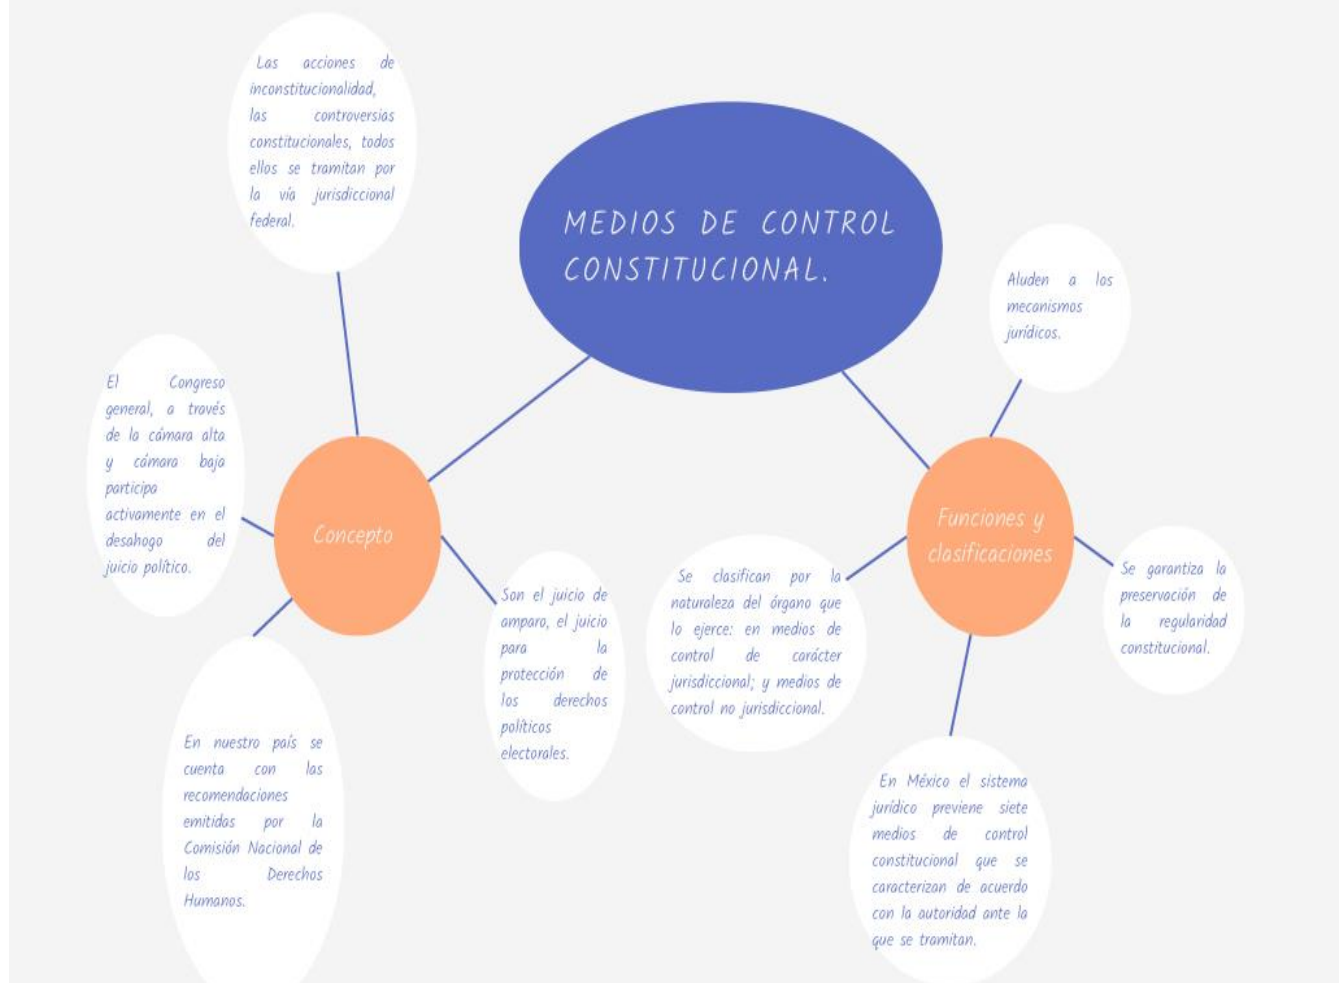 Las acciones de
inconstitucionalidad,
las controversias
constitucionales, todos
ellos se tramitan por
la vía jurisdiccional
federal.
MEDIOS DE CONTROL
CONSTITUCIONAL.
Aluden a los
mecanismos
jurídicos.
El Congreso
general, a través
de la cámara alta
y cámara baja
participa
activamente en el
desahogo del
juicio político.
Concepto
Funciones y
clasificaciones
Son el juicio de
amparo, el juicio
para la
protección de
los derechos
políticos
electorales.
Se clasifican por la
naturaleza del órgano que
lo ejerce: en medios de
control de carácter
jurisdiccional; y medios de
control no jurisdiccional.
Se garantiza la
preservación de
la regularidad
constitucional.
En nuestro país se
cuenta con las
recomendaciones
emitidas por la
Comisión Nacional de
los Derechos
Humanos.
En México el sistema
jurídico previene siete
medios de control
constitucional que se
caracterizan de acuerdo
con la autoridad ante la
que se tramitan.